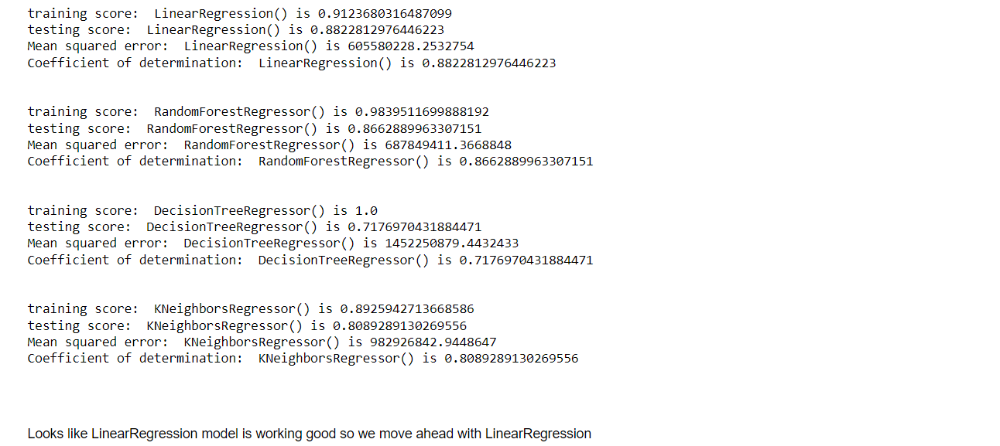 training score:  LinearRegression() is 0.9123680316487099
testing score:  LinearRegression() is 0.8822812976446223
Mean squared error:  LinearRegression() is 605580228.2532754
Coefficient of determination:  LinearRegression() is 0.8822812976446223
training score:  RandomForestRegressor() is 0.9839511699888192
testing score:  RandomForestRegressor() is 0.8662889963307151
Mean squared error:  RandomForestRegressor() is 687849411.3668848
Coefficient of determination:  RandomForestRegressor() is 0.8662889963307151
training score:  DecisionTreeRegressor() is 1.0
testing score:  DecisionTreeRegressor() is 0.7176970431884471
Mean squared error:  DecisionTreeRegressor() is 1452250879.4432433
Coefficient of determination:  DecisionTreeRegressor() is 0.7176970431884471
training score:  KNeighborsRegressor() is 0.8925942713668586
testing score:  KNeighborsRegressor() is 0.8089289130269556
Mean squared error:  KNeighborsRegressor() is 982926842.9448647
Coefficient of determination:  KNeighborsRegressor() is 0.8089289130269556
Looks like LinearRegression model is working good so we move ahead with LinearRegression